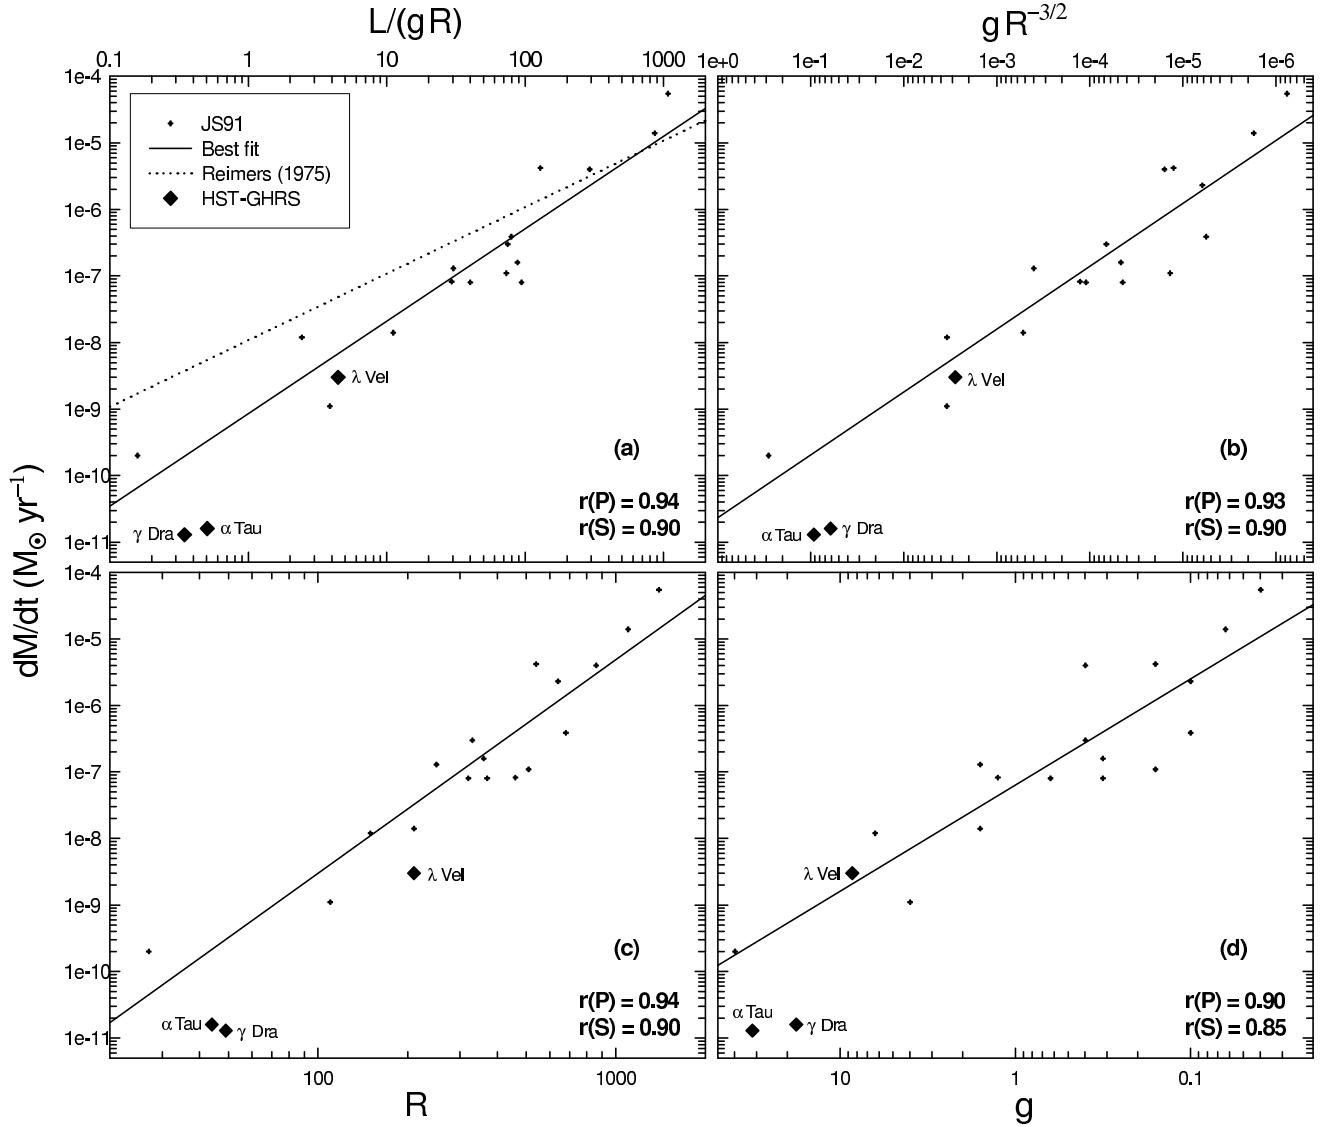 L/(gR)
gR−3/2
0.1 1 10 100 1000
1e+0 1e-1 1e-2 1e-3 1e-4 1e-5 1e-6
1e-4
1e-5
1e-6
1e-7
1e-8
1e-9
1e-10
1e-11
JS91
Best fit
Reimers (1975)
HST-GHRS
λ Vel
γ Dra
α Tau
(a)
r(P) = 0.94
r(S) = 0.90
λ Vel
α Tau
γ Dra
(b)
r(P) = 0.93
r(S) = 0.90
dM/dt (M⊙ yr−1)
1e-4
1e-5
1e-6
1e-7
1e-8
1e-9
1e-10
1e-11
λ Vel
α Tau
γ Dra
(c)
r(P) = 0.94
r(S) = 0.90
λ Vel
α Tau
γ Dra
(d)
r(P) = 0.90
r(S) = 0.85
100 1000
10 1 0.1
R
g